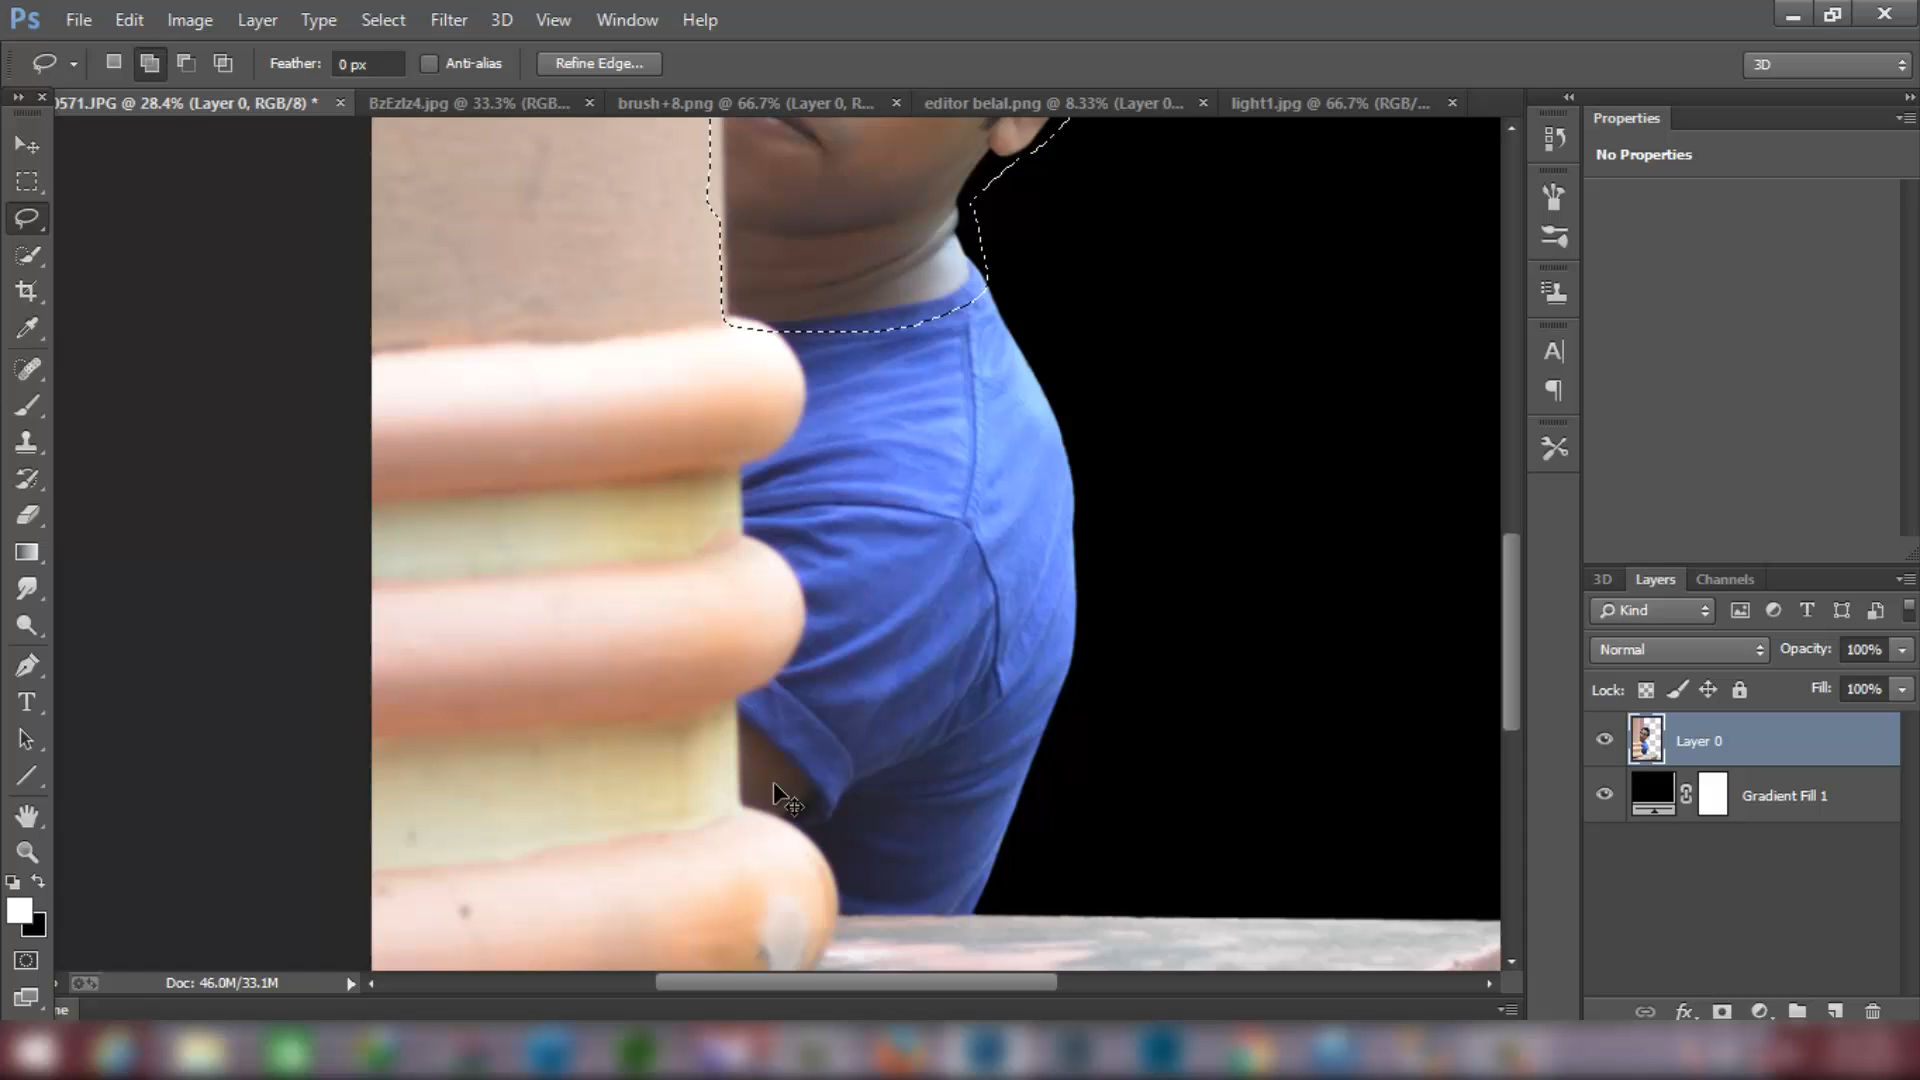 Ps File Edit Image Layer Type Select Filter 3D View Window Help
Feather: 0 px Anti-alias Refine Edge... 3D
0571.JPG @ 28.4% (Layer 0, RGB/8) * BzEzIz4.jpg @ 33.3% (RGB... brush+8.png @ 66.7% (Layer 0, R... editor belal.png @ 8.33% (Layer 0... light1.jpg @ 66.7% (RGB/...
Properties
No Properties
3D Layers Channels
Kind
Normal Opacity: 100%
Lock: Fill: 100%
Layer 0
Gradient Fill 1
Doc: 46.0M/33.1M
ne